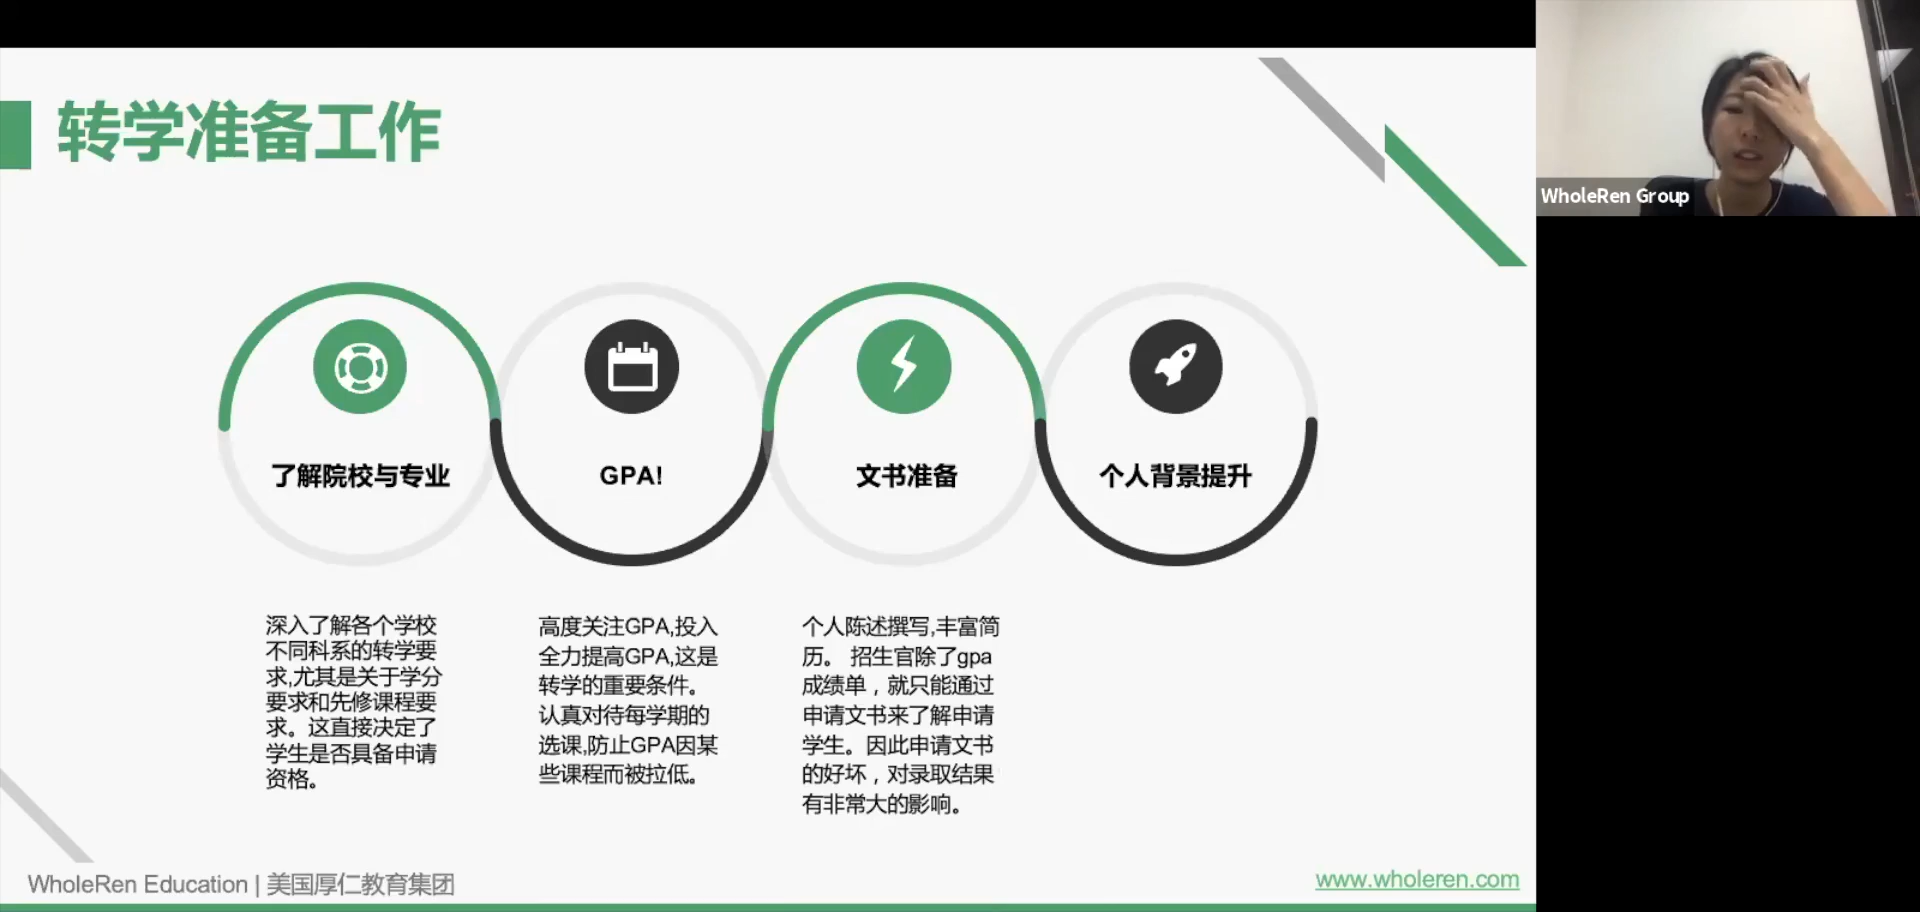 转学准备工作
WholeRen Group
了解院校与专业
GPA!
文书准备
个人背景提升
深入了解各个学校
不同科系的转学要
求,尤其是关于学分
要求和先修课程要
求。这直接决定了
学生是否具备申请
资格。
高度关注GPA,投入
全力提高GPA,这是
转学的重要条件。
认真对待每学期的
选课,防止GPA因某
些课程而被拉低。
个人陈述撰写,丰富简
历。 招生官除了gpa
成绩单，就只能通过
申请文书来了解申请
学生。因此申请文书
的好坏，对录取结果
有非常大的影响。
WholeRen Education | 美国厚仁教育集团
www.wholeren.com